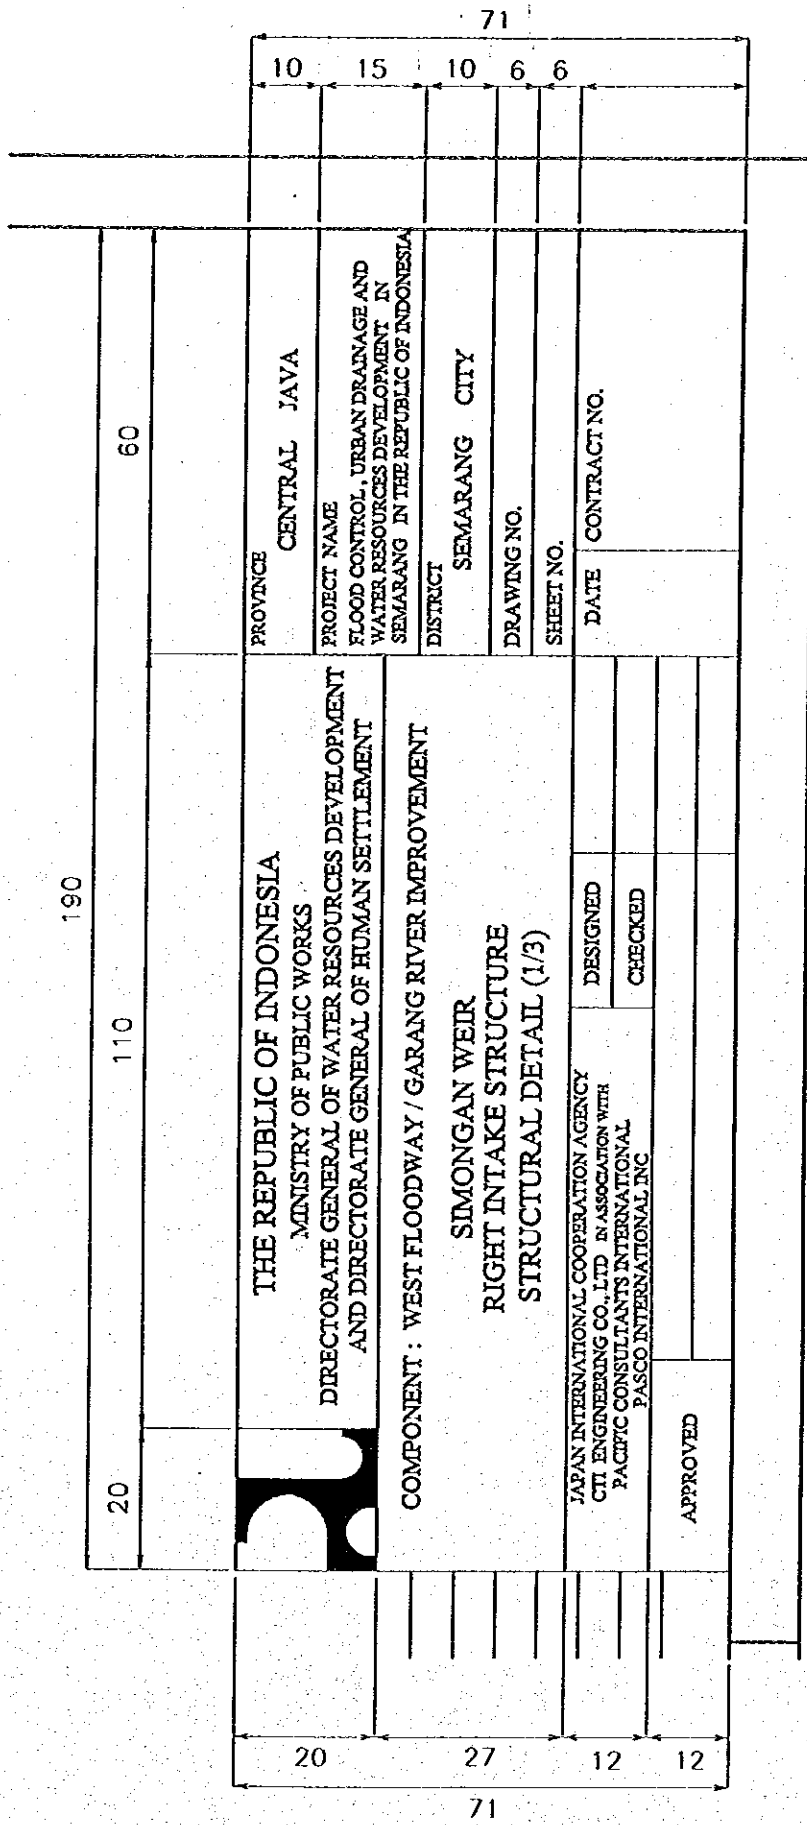 190
20
110
60
THE REPUBLIC OF INDONESIA
MINISTRY OF PUBLIC WORKS
DIRECTORATE GENERAL OF WATER RESOURCES DEVELOPMENT
AND DIRECTORATE GENERAL OF HUMAN SETTLEMENT
COMPONENT : WEST FLOODWAY / GARANG RIVER IMPROVEMENT
SIMONGAN WEIR
RIGHT INTAKE STRUCTURE
STRUCTURAL DETAIL (1/3)
JAPAN INTERNATIONAL COOPERATION AGENCY
CTI ENGINEERING CO., LTD IN ASSOCIATION WITH
PACIFIC CONSULTANTS INTERNATIONAL
PASCO INTERNATIONAL INC
DESIGNED
CHECKED
APPROVED
PROVINCE
CENTRAL JAVA
PROJECT NAME
FLOOD CONTROL, URBAN DRAINAGE AND
WATER RESOURCES DEVELOPMENT IN
SEMARANG IN THE REPUBLIC OF INDONESIA
DISTRICT
SEMARANG CITY
DRAWING NO.
SHEET NO.
DATE
CONTRACT NO.
20
27
12
12
71
10
15
10
6
6
71